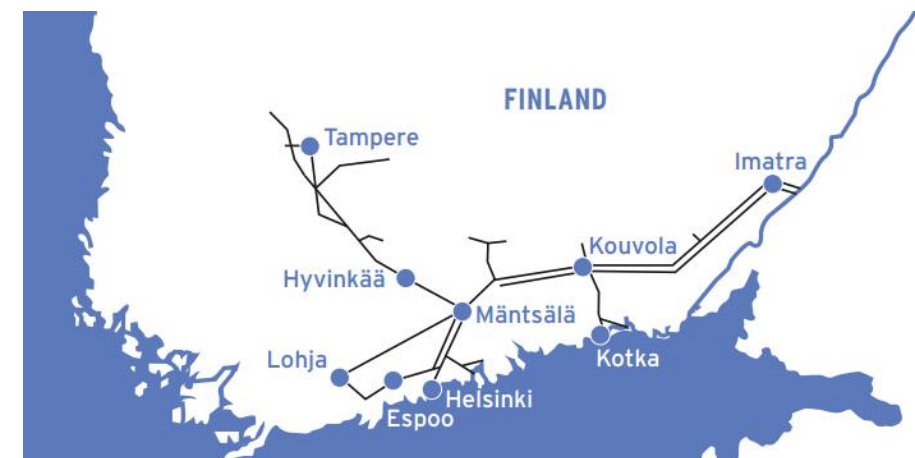 FINLAND
Tampere
Imatra
Kouvola
Hyvinkää
Mäntsälä
Lohja
Kotka
Helsinki
Espoo